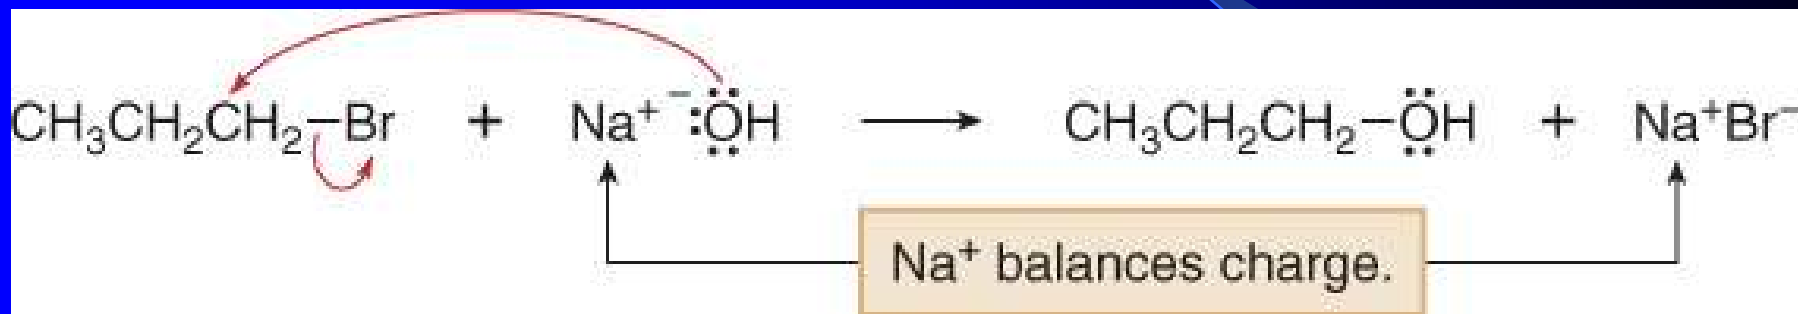 CH₃CH₂CH₂–Br + Na⁺ ⁻:ÖH ⟶ CH₃CH₂CH₂–ÖH + Na⁺Br⁻
Na⁺ balances charge.